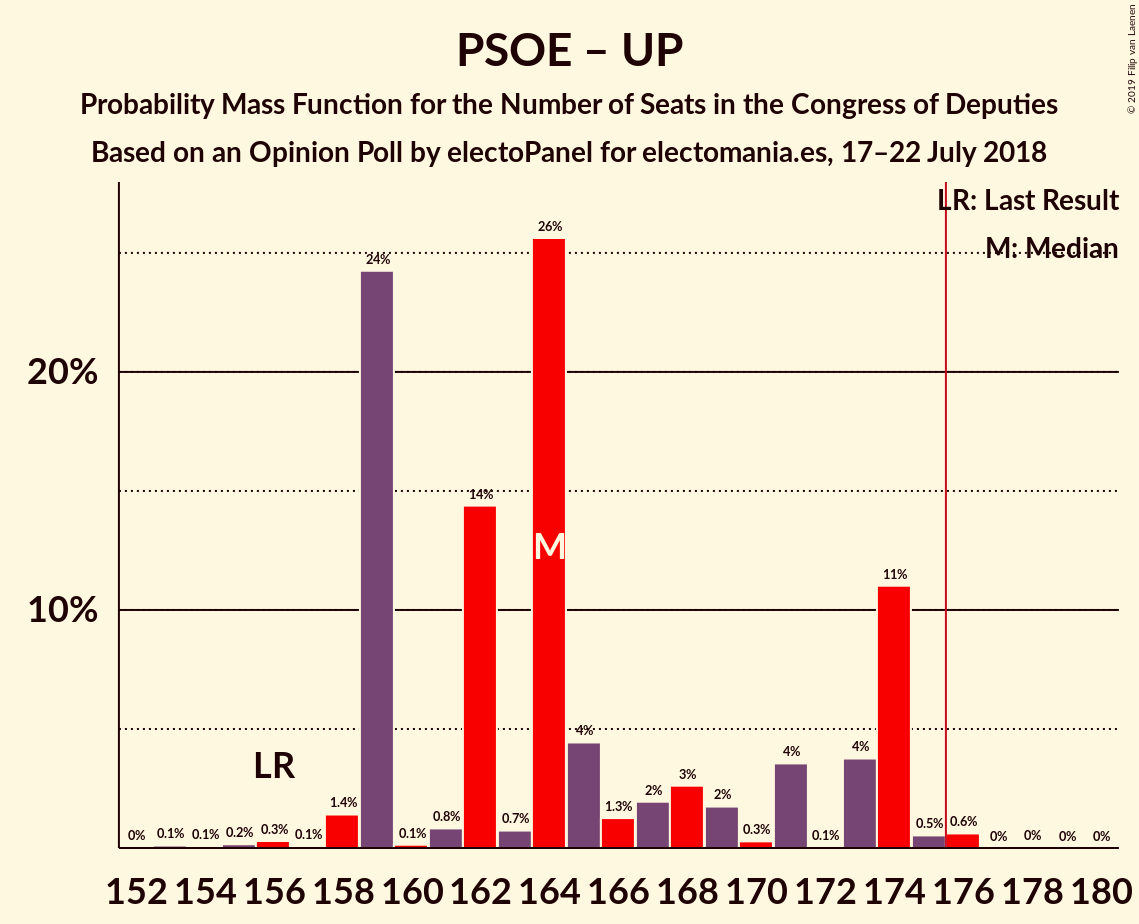 PSOE – UP
Probability Mass Function for the Number of Seats in the Congress of Deputies
Based on an Opinion Poll by electoPanel for electomania.es, 17–22 July 2018
© 2019 Filip van Laenen
LR: Last Result
M: Median
20%
10%
0% 0.1% 0.1% 0.2% 0.3% 0.1% 1.4% 24% 0.1% 0.8% 14% 0.7% 26% 4% 1.3% 2% 3% 2% 0.3% 4% 0.1% 4% 11% 0.5% 0.6% 0% 0% 0% 0%
LR
M
152 154 156 158 160 162 164 166 168 170 172 174 176 178 180